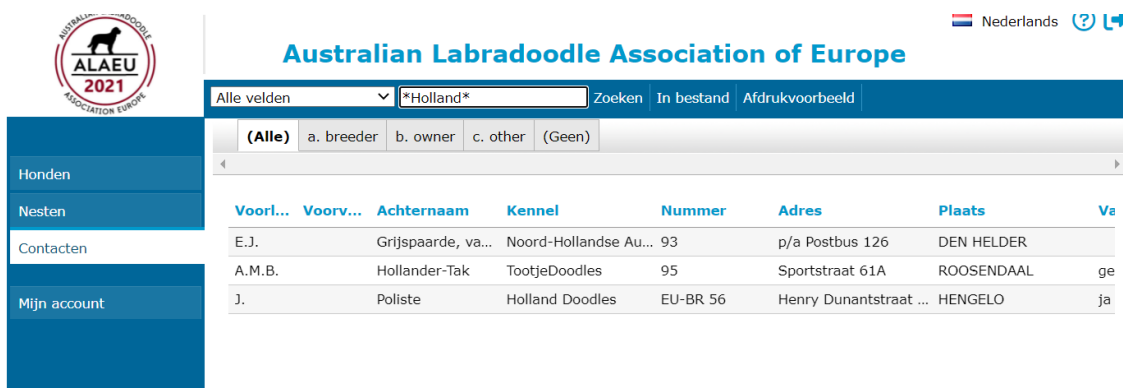 AUSTRALIAN LABRADOODLE
ALAEU
2021
ASSOCIATION EUROPE
Nederlands
Australian Labradoodle Association of Europe
Alle velden *Holland* Zoeken In bestand Afdrukvoorbeeld
(Alle) a. breeder b. owner c. other (Geen)
Honden
Nesten
Contacten
Mijn account
Voorl... Voorv... Achternaam Kennel Nummer Adres Plaats Va
E.J. Grijspaarde, va... Noord-Hollandse Au... 93 p/a Postbus 126 DEN HELDER
A.M.B. Hollander-Tak TootjeDoodles 95 Sportstraat 61A ROOSENDAAL ge
J. Poliste Holland Doodles EU-BR 56 Henry Dunantstraat ... HENGELO ja